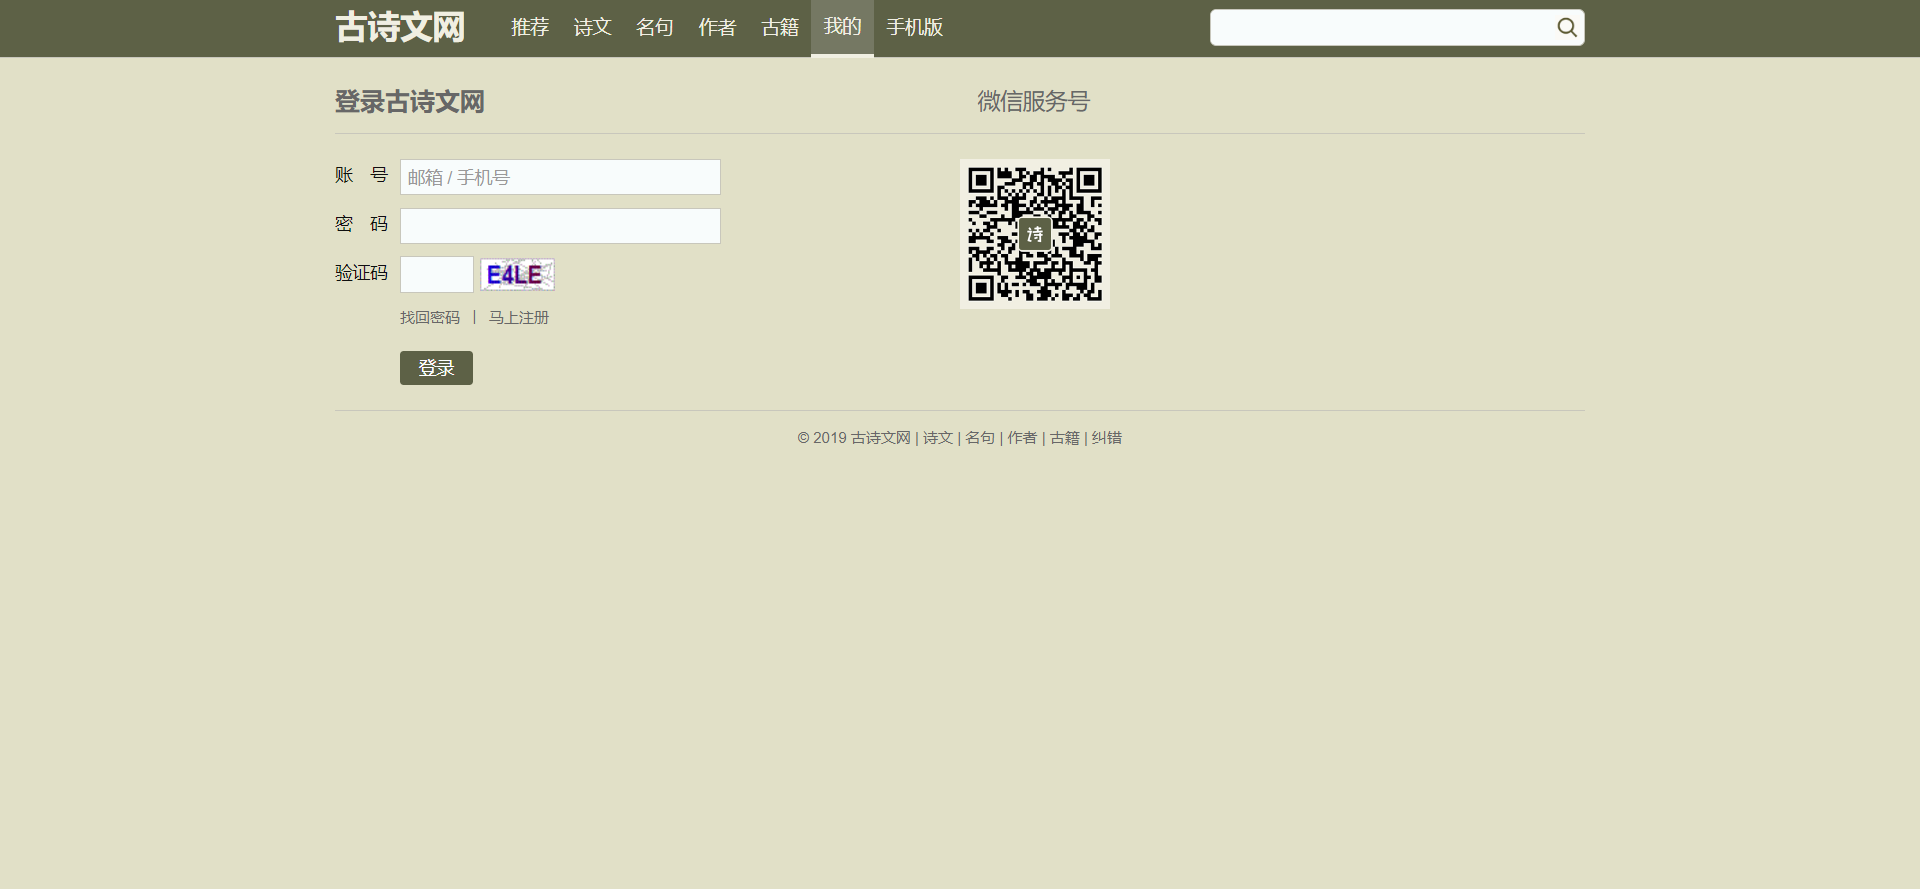 古诗文网 推荐 诗文 名句 作者 古籍 我的 手机版
登录古诗文网 微信服务号
账 号 邮箱 / 手机号
密 码
验证码 E4LE
诗
找回密码 | 马上注册
登录
© 2019 古诗文网 | 诗文 | 名句 | 作者 | 古籍 | 纠错